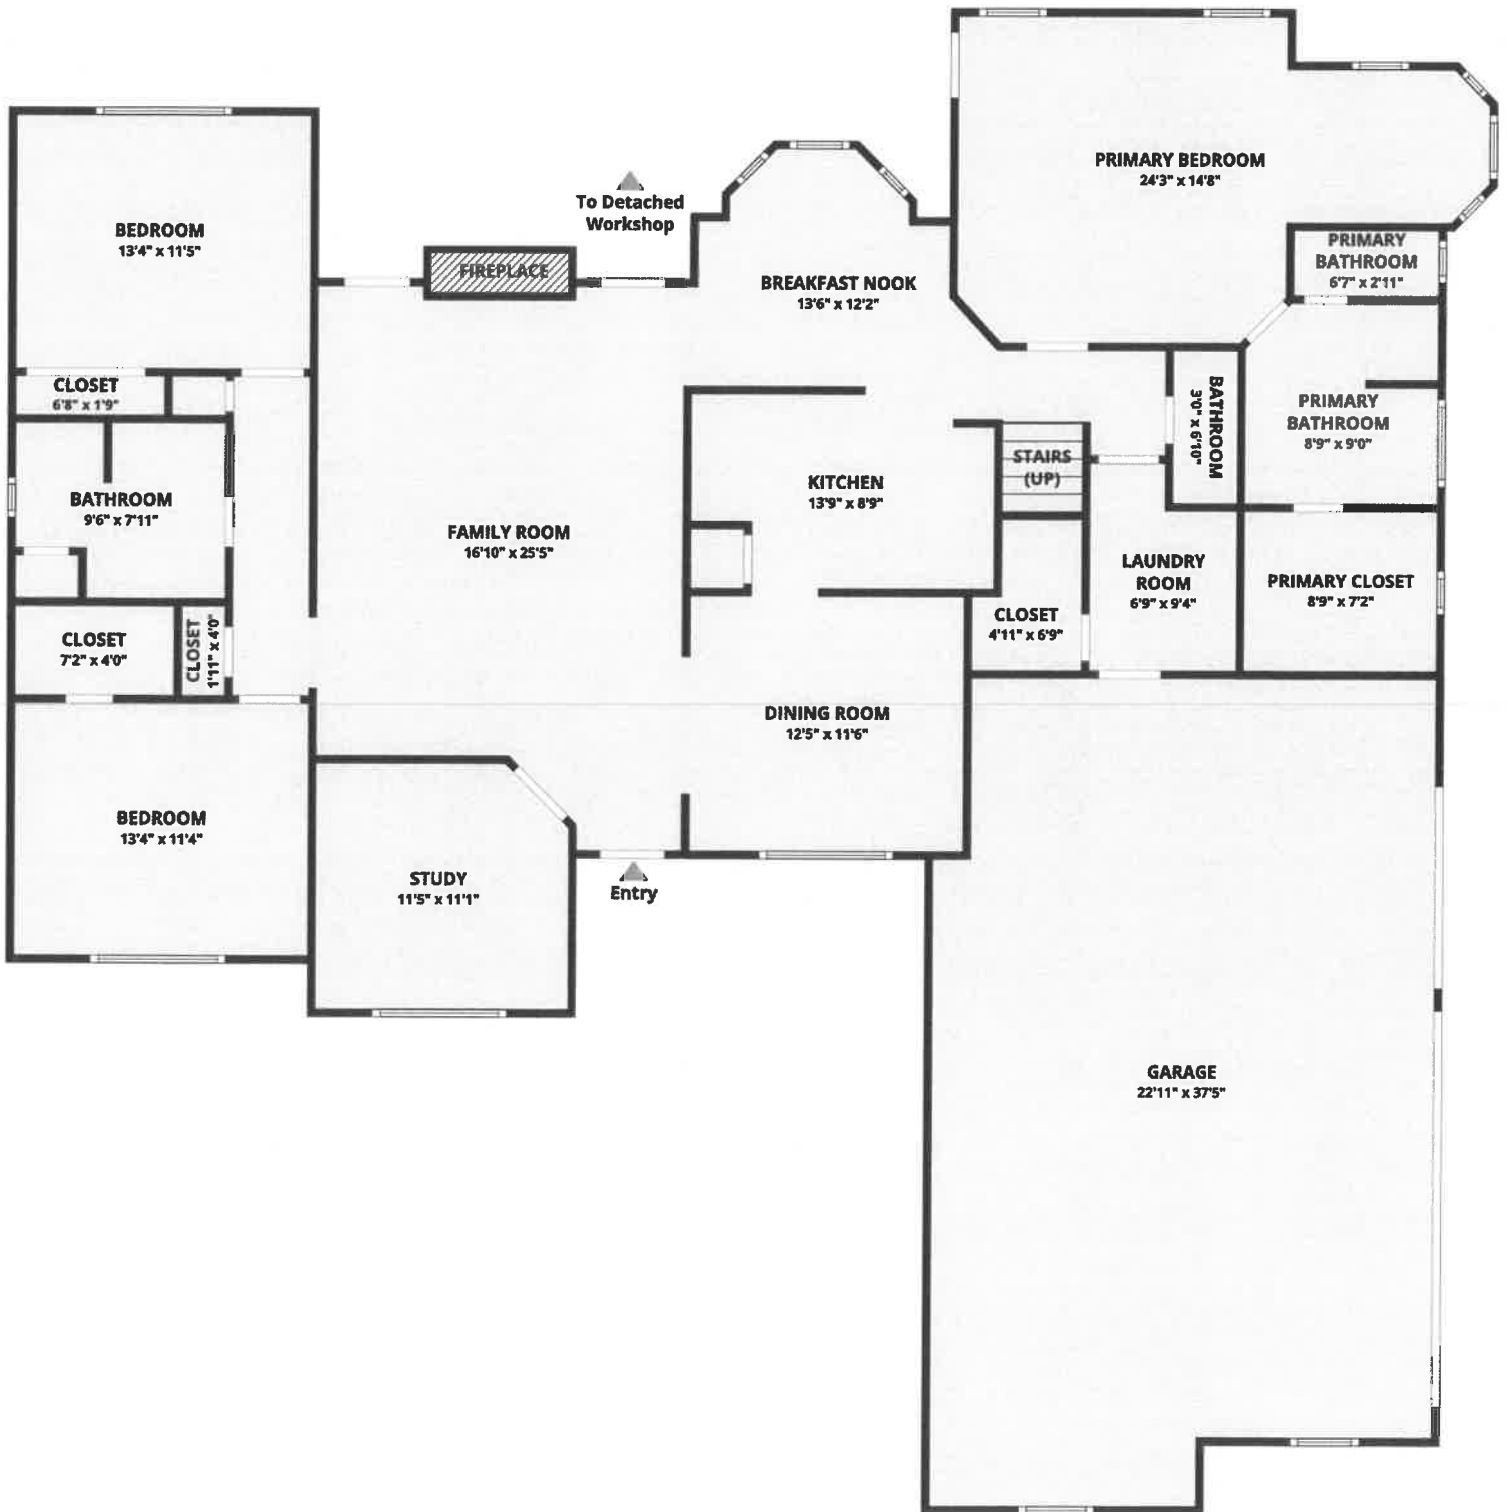 PRIMARY BEDROOM
24'3" x 14'8"
To Detached
Workshop
BEDROOM
13'4" x 11'5"
FIREPLACE
BREAKFAST NOOK
13'6" x 12'2"
PRIMARY
BATHROOM
6'7" x 2'11"
CLOSET
6'8" x 1'9"
BATHROOM
3'0" x 6'10"
PRIMARY
BATHROOM
8'9" x 9'0"
STAIRS
(UP)
KITCHEN
13'9" x 8'9"
BATHROOM
9'6" x 7'11"
FAMILY ROOM
16'10" x 25'5"
LAUNDRY
ROOM
6'9" x 9'4"
PRIMARY CLOSET
8'9" x 7'2"
CLOSET
4'11" x 6'9"
CLOSET
7'2" x 4'0"
CLOSET
1'11" x 4'0"
DINING ROOM
12'5" x 11'6"
BEDROOM
13'4" x 11'4"
STUDY
11'5" x 11'1"
Entry
GARAGE
22'11" x 37'5"